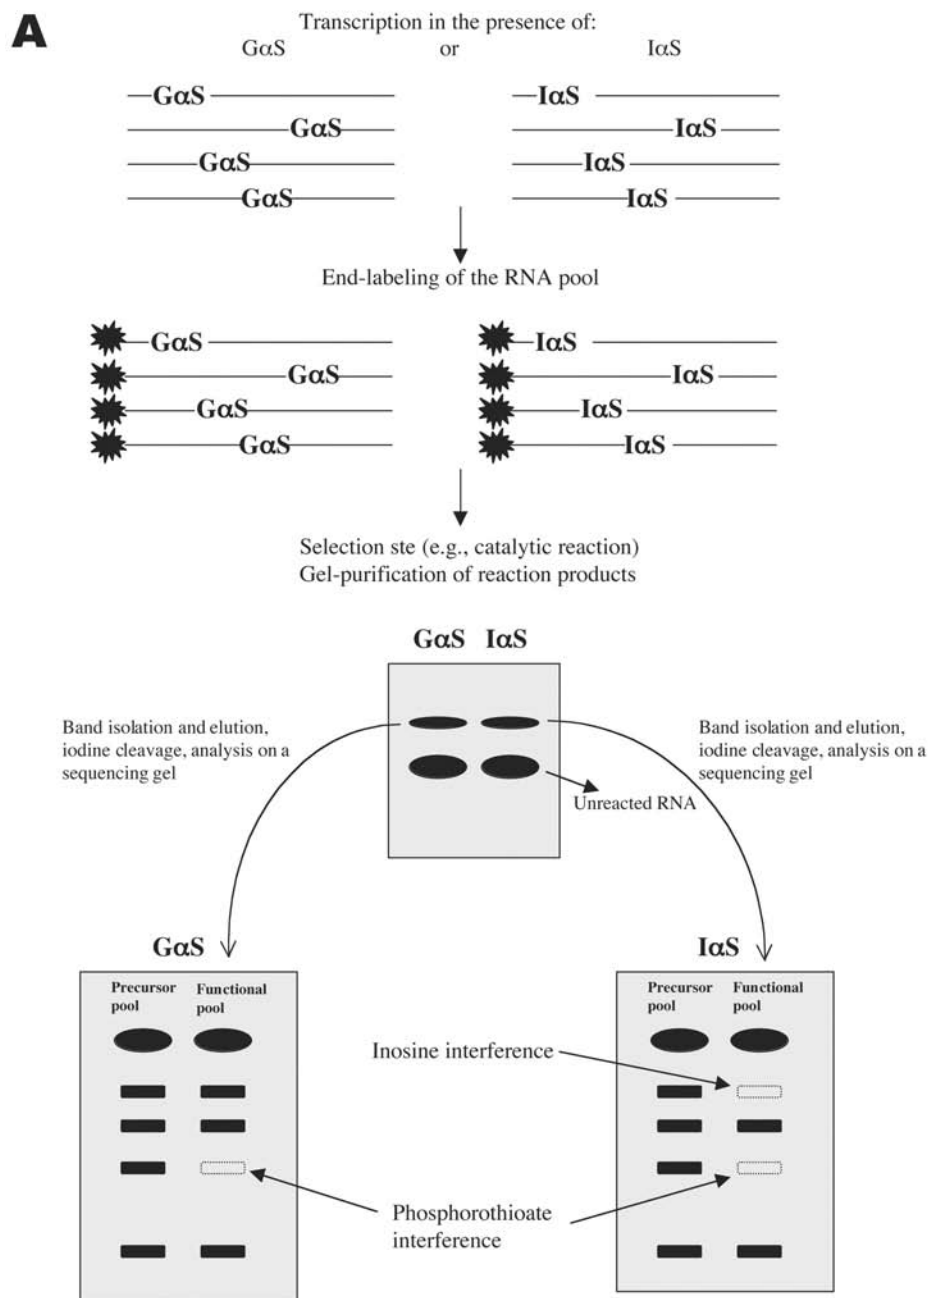 A
Transcription in the presence of:
GαS or IαS
GαS IαS
GαS IαS
GαS IαS
GαS IαS
End-labeling of the RNA pool
GαS IαS
GαS IαS
GαS IαS
GαS IαS
Selection ste (e.g., catalytic reaction)
Gel-purification of reaction products
GαS IαS
Band isolation and elution,
iodine cleavage, analysis on a
sequencing gel
Band isolation and elution,
iodine cleavage, analysis on a
sequencing gel
Unreacted RNA
GαS
Precursor
pool
Functional
pool
IαS
Precursor
pool
Functional
pool
Inosine interference
Phosphorothioate
interference